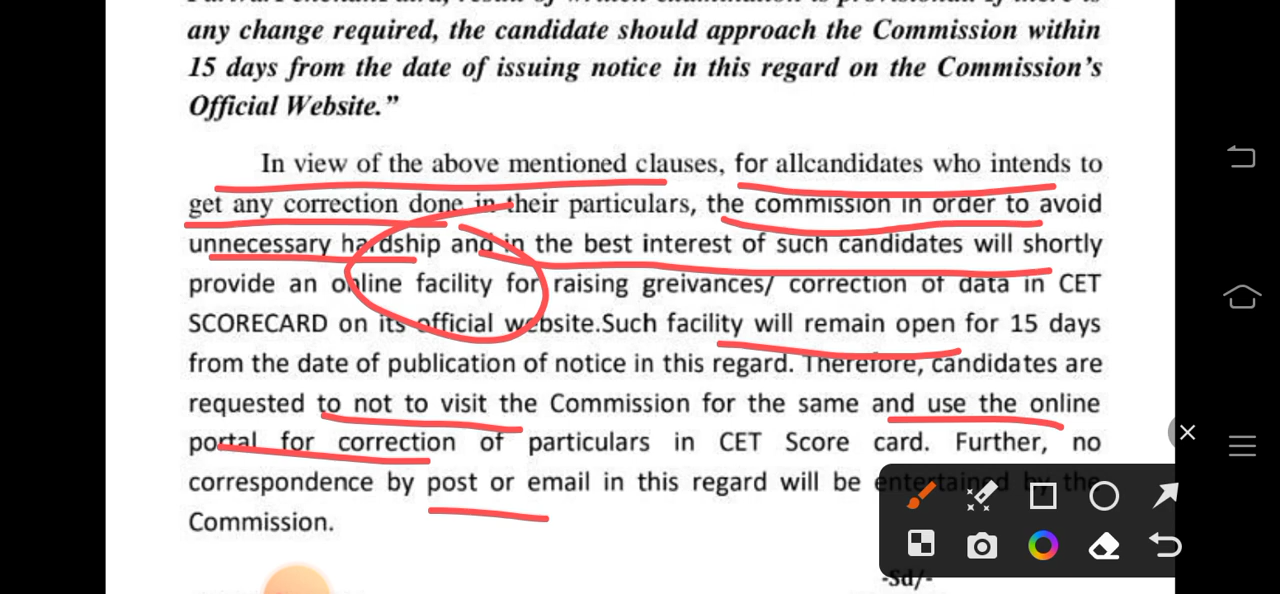 any change required, the candidate should approach the Commission within
15 days from the date of issuing notice in this regard on the Commission's
Official Website."
In view of the above mentioned clauses, for allcandidates who intends to
get any correction done in their particulars, the commission in order to avoid
unnecessary hardship and in the best interest of such candidates will shortly
provide an online facility for raising greivances/ correction of data in CET
SCORECARD on its official website.Such facility will remain open for 15 days
from the date of publication of notice in this regard. Therefore, candidates are
requested to not to visit the Commission for the same and use the online
portal for correction of particulars in CET Score card. Further, no
correspondence by post or email in this regard will be entertained by the
Commission.
-Sd/-